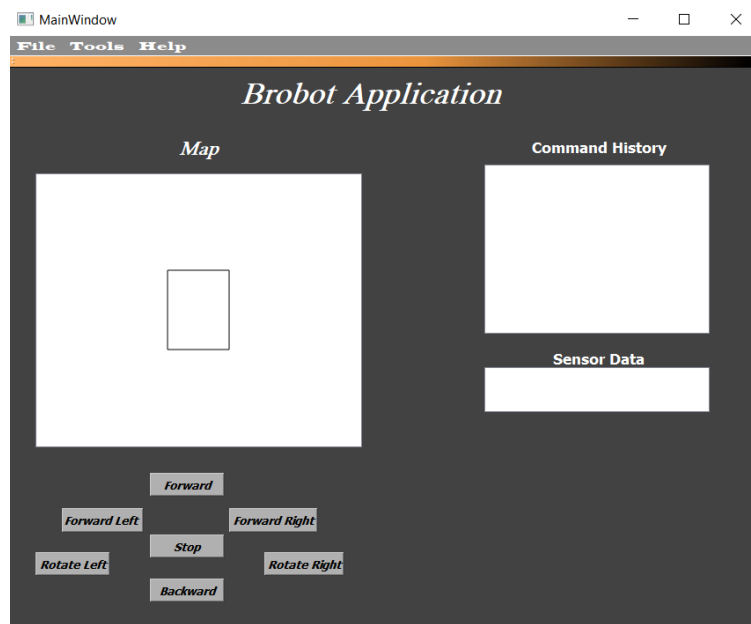 MainWindow
File Tools Help
Brobot Application
Map
Command History
Sensor Data
Forward
Forward Left Forward Right
Stop
Rotate Left Rotate Right
Backward